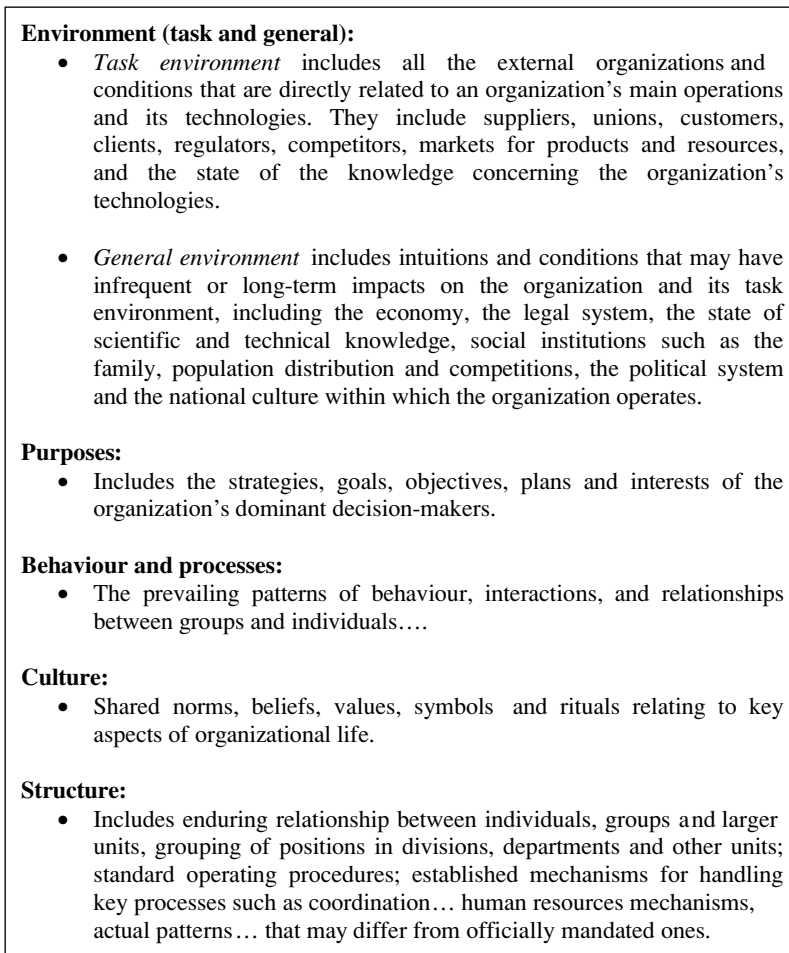 Environment (task and general):
• Task environment includes all the external organizations and
conditions that are directly related to an organization's main operations
and its technologies. They include suppliers, unions, customers,
clients, regulators, competitors, markets for products and resources,
and the state of the knowledge concerning the organization's
technologies.
• General environment includes intuitions and conditions that may have
infrequent or long-term impacts on the organization and its task
environment, including the economy, the legal system, the state of
scientific and technical knowledge, social institutions such as the
family, population distribution and competitions, the political system
and the national culture within which the organization operates.
Purposes:
• Includes the strategies, goals, objectives, plans and interests of the
organization's dominant decision-makers.
Behaviour and processes:
• The prevailing patterns of behaviour, interactions, and relationships
between groups and individuals….
Culture:
• Shared norms, beliefs, values, symbols and rituals relating to key
aspects of organizational life.
Structure:
• Includes enduring relationship between individuals, groups and larger
units, grouping of positions in divisions, departments and other units;
standard operating procedures; established mechanisms for handling
key processes such as coordination… human resources mechanisms,
actual patterns… that may differ from officially mandated ones.